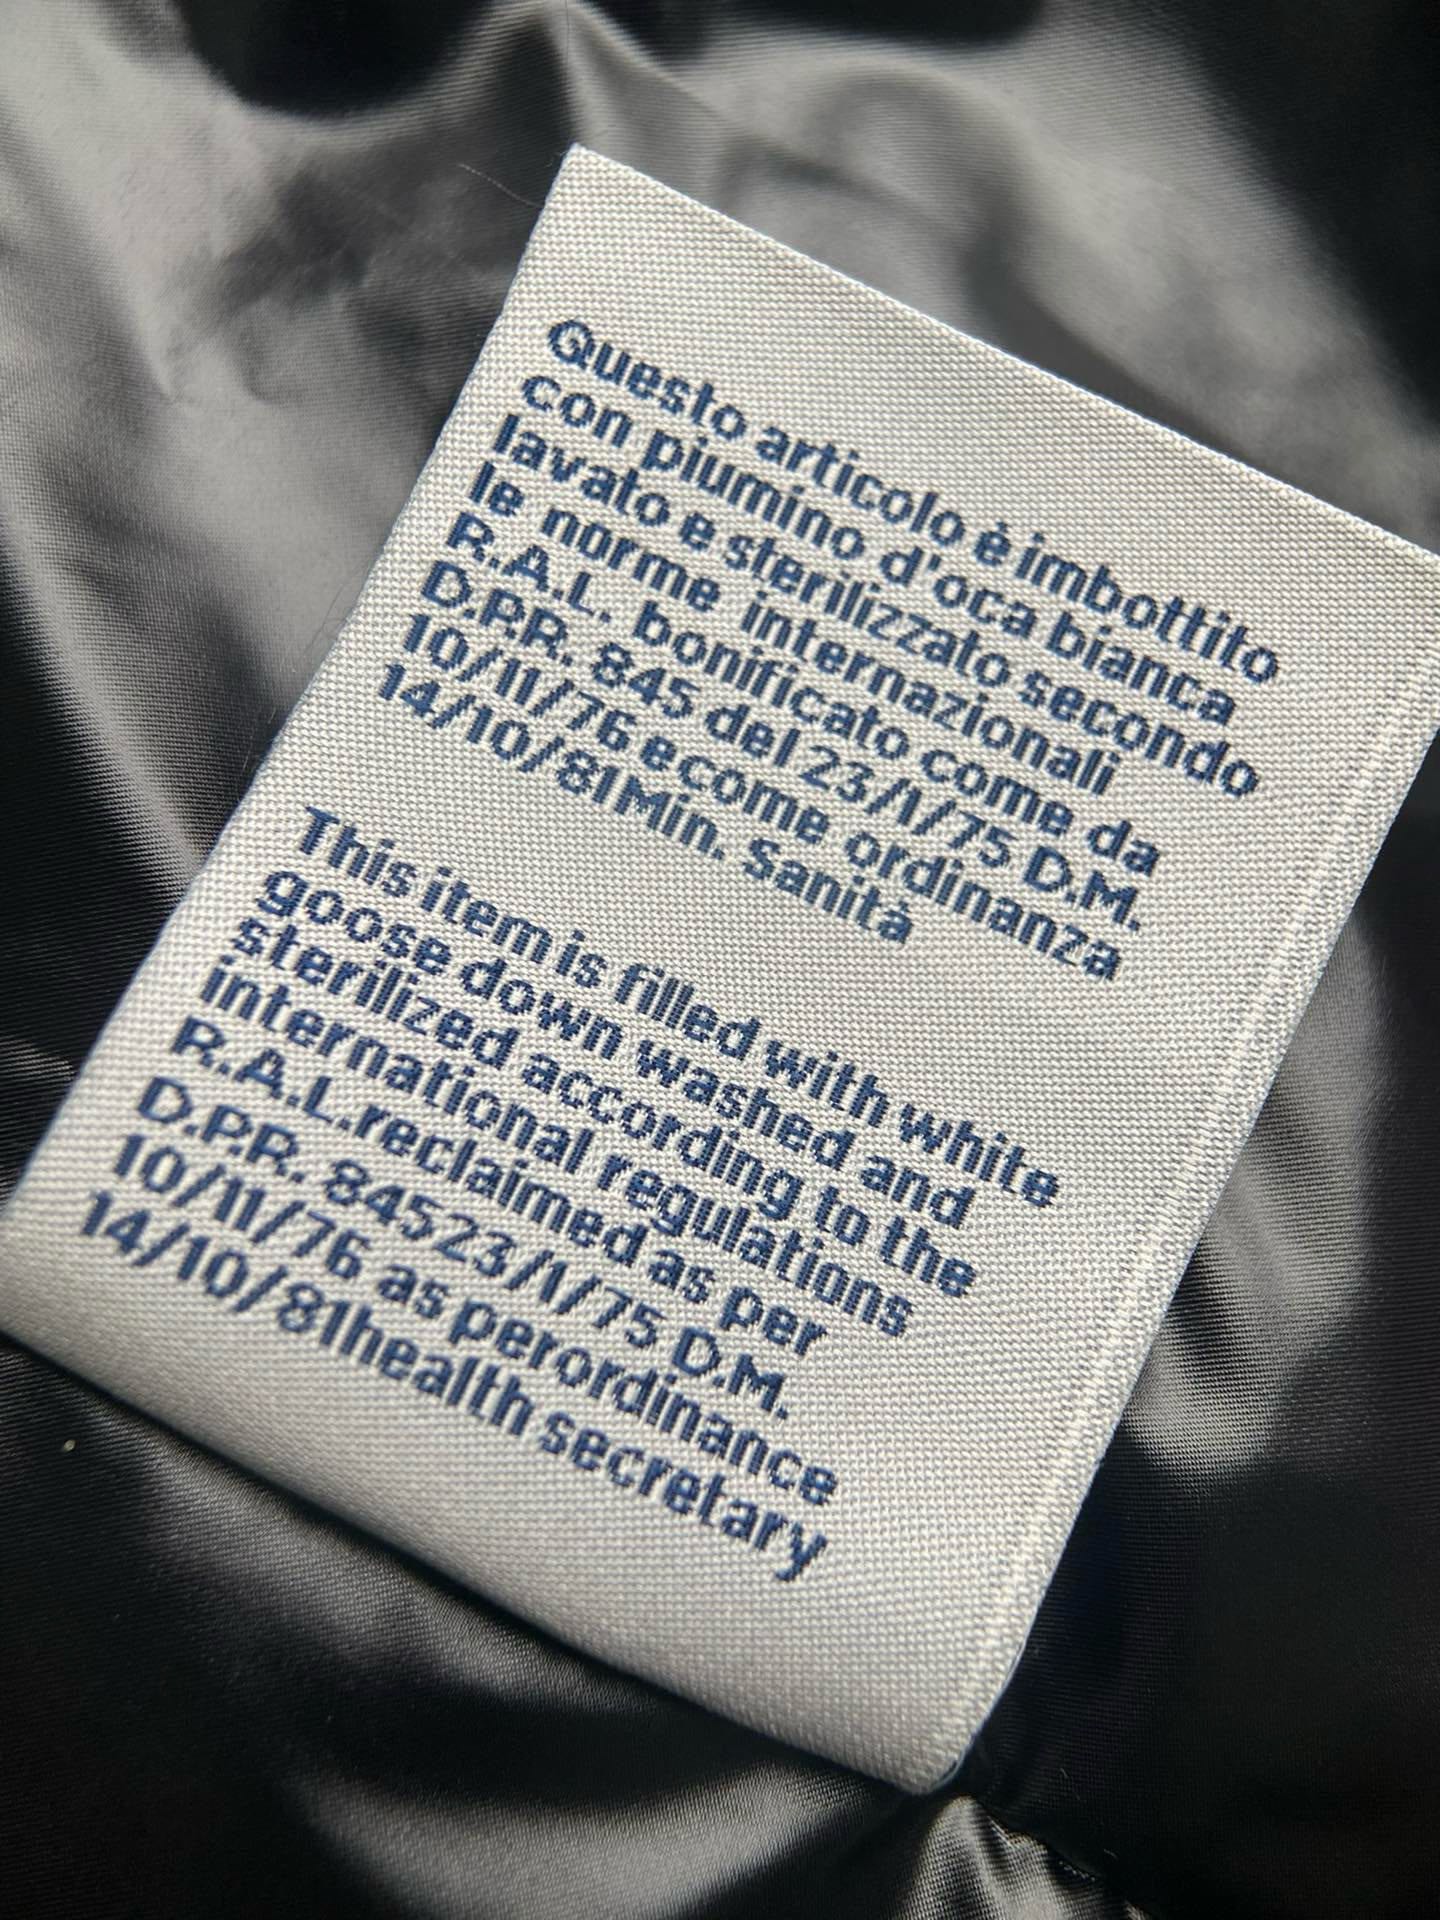 Questo articolo è imbottito
con piumino d'oca bianca
lavato e sterilizzato secondo
le norme internazionali
R.A.L. bonificato come da
D.P.R. 845 del 23/1/75 D.M.
10/11/76 e come ordinanza
14/10/81 Min. Sanità
This item is filled with white
goose down washed and
sterilized according to the
international regulations
R.A.L.reclaimed as per
D.P.R. 84523/1/75 D.M.
10/11/76 as perordinance
14/10/81health secretary